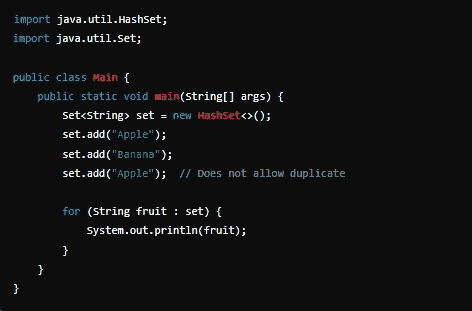 import java.util.HashSet;
import java.util.Set;

public class Main {
    public static void main(String[] args) {
        Set<String> set = new HashSet<>();
        set.add("Apple");
        set.add("Banana");
        set.add("Apple");  // Does not allow duplicate

        for (String fruit : set) {
            System.out.println(fruit);
        }
    }
}